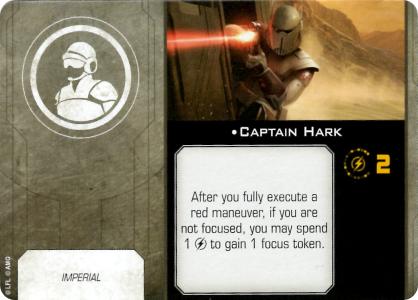 •CAPTAIN HARK
2
After you fully execute a
red maneuver, if you are
not focused, you may spend
1 to gain 1 focus token.
IMPERIAL
© LFL © AMG